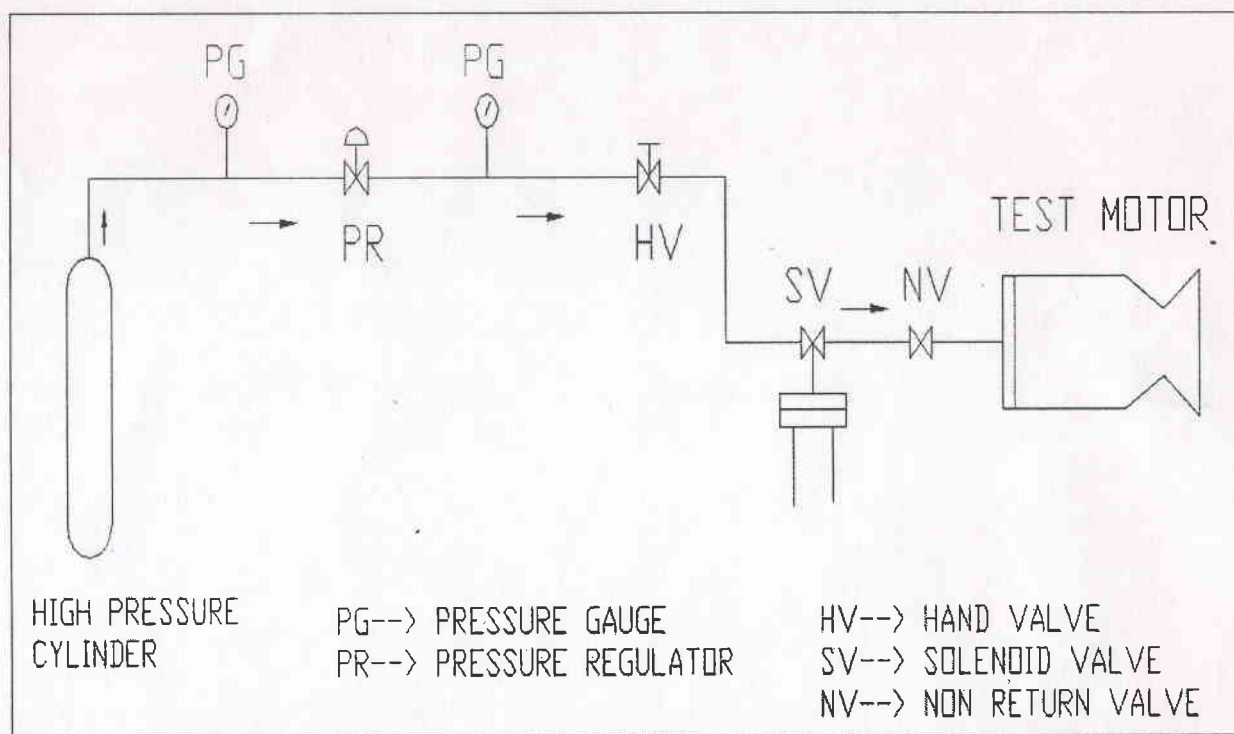 PG
PG
PR
HV
TEST MOTOR
SV
NV
HIGH PRESSURE
CYLINDER
PG--> PRESSURE GAUGE
PR--> PRESSURE REGULATOR
HV--> HAND VALVE
SV--> SOLENOID VALVE
NV--> NON RETURN VALVE